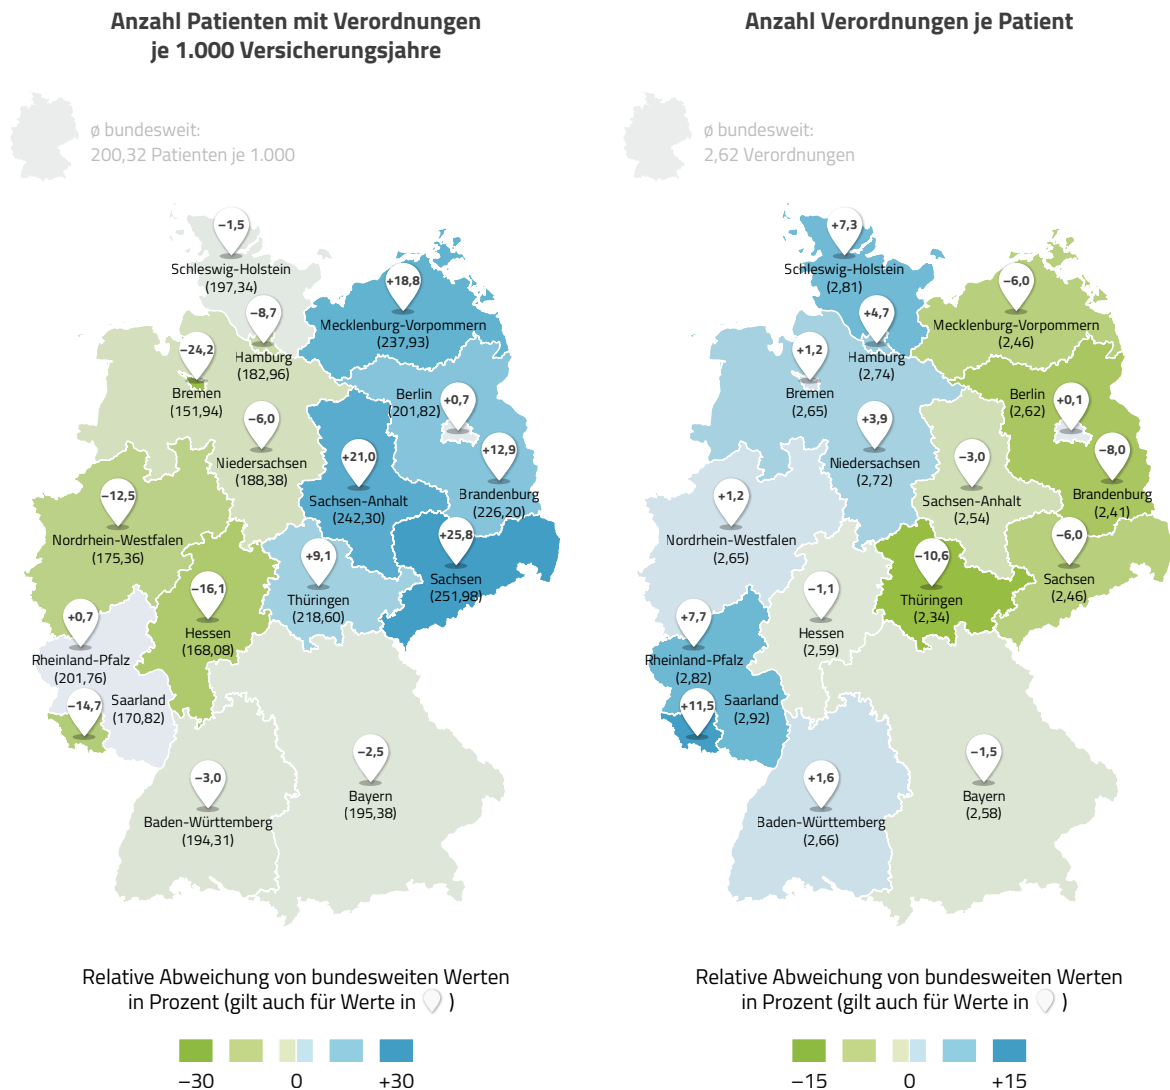 Anzahl Patienten mit Verordnungen
je 1.000 Versicherungsjahre
ø bundesweit:
200,32 Patienten je 1.000
−1,5
Schleswig-Holstein
(197,34)
+18,8
Mecklenburg-Vorpommern
(237,93)
−8,7
Hamburg
(182,96)
−24,2
Bremen
(151,94)
Berlin
(201,82)
+0,7
−6,0
Niedersachsen
(188,38)
+21,0
Sachsen-Anhalt
(242,30)
+12,9
Brandenburg
(226,20)
−12,5
Nordrhein-Westfalen
(175,36)
+25,8
Sachsen
(251,98)
+9,1
Thüringen
(218,60)
−16,1
Hessen
(168,08)
+0,7
Rheinland-Pfalz
(201,76)
−14,7
Saarland
(170,82)
−3,0
Baden-Württemberg
(194,31)
−2,5
Bayern
(195,38)
Relative Abweichung von bundesweiten Werten
in Prozent (gilt auch für Werte in )
−30 0 +30
Anzahl Verordnungen je Patient
ø bundesweit:
2,62 Verordnungen
+7,3
Schleswig-Holstein
(2,81)
−6,0
Mecklenburg-Vorpommern
(2,46)
+4,7
Hamburg
(2,74)
+1,2
Bremen
(2,65)
Berlin
(2,62)
+0,1
+3,9
Niedersachsen
(2,72)
−3,0
Sachsen-Anhalt
(2,54)
−8,0
Brandenburg
(2,41)
+1,2
Nordrhein-Westfalen
(2,65)
−6,0
Sachsen
(2,46)
−10,6
Thüringen
(2,34)
−1,1
Hessen
(2,59)
+7,7
Rheinland-Pfalz
(2,82)
+11,5
Saarland
(2,92)
+1,6
Baden-Württemberg
(2,66)
−1,5
Bayern
(2,58)
Relative Abweichung von bundesweiten Werten
in Prozent (gilt auch für Werte in )
−15 0 +15